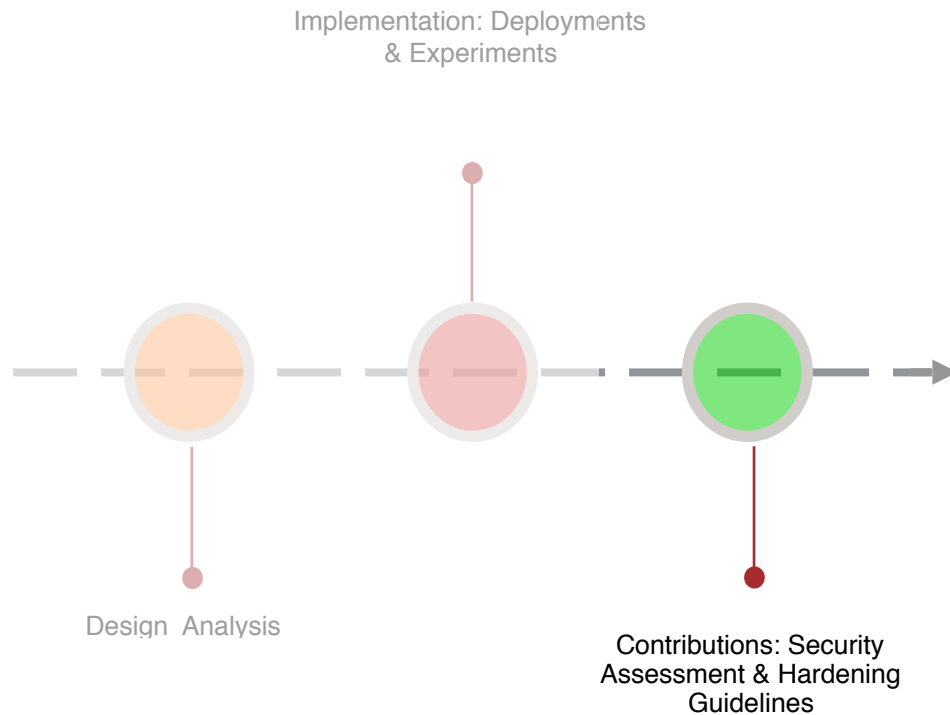 Implementation: Deployments
& Experiments
Design Analysis
Contributions: Security
Assessment & Hardening
Guidelines